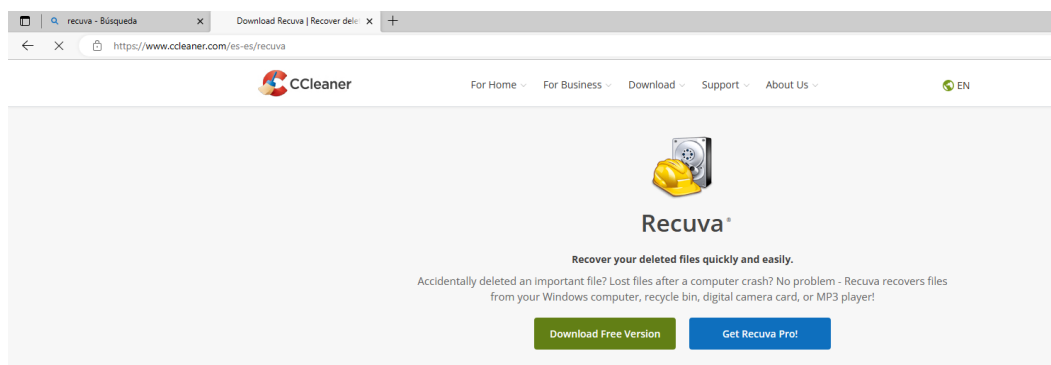 recuva - Búsqueda
Download Recuva | Recover dele
https://www.ccleaner.com/es-es/recuva
CCleaner
For Home For Business Download Support About Us EN
Recuva®
Recover your deleted files quickly and easily.
Accidentally deleted an important file? Lost files after a computer crash? No problem - Recuva recovers files
from your Windows computer, recycle bin, digital camera card, or MP3 player!
Download Free Version Get Recuva Pro!